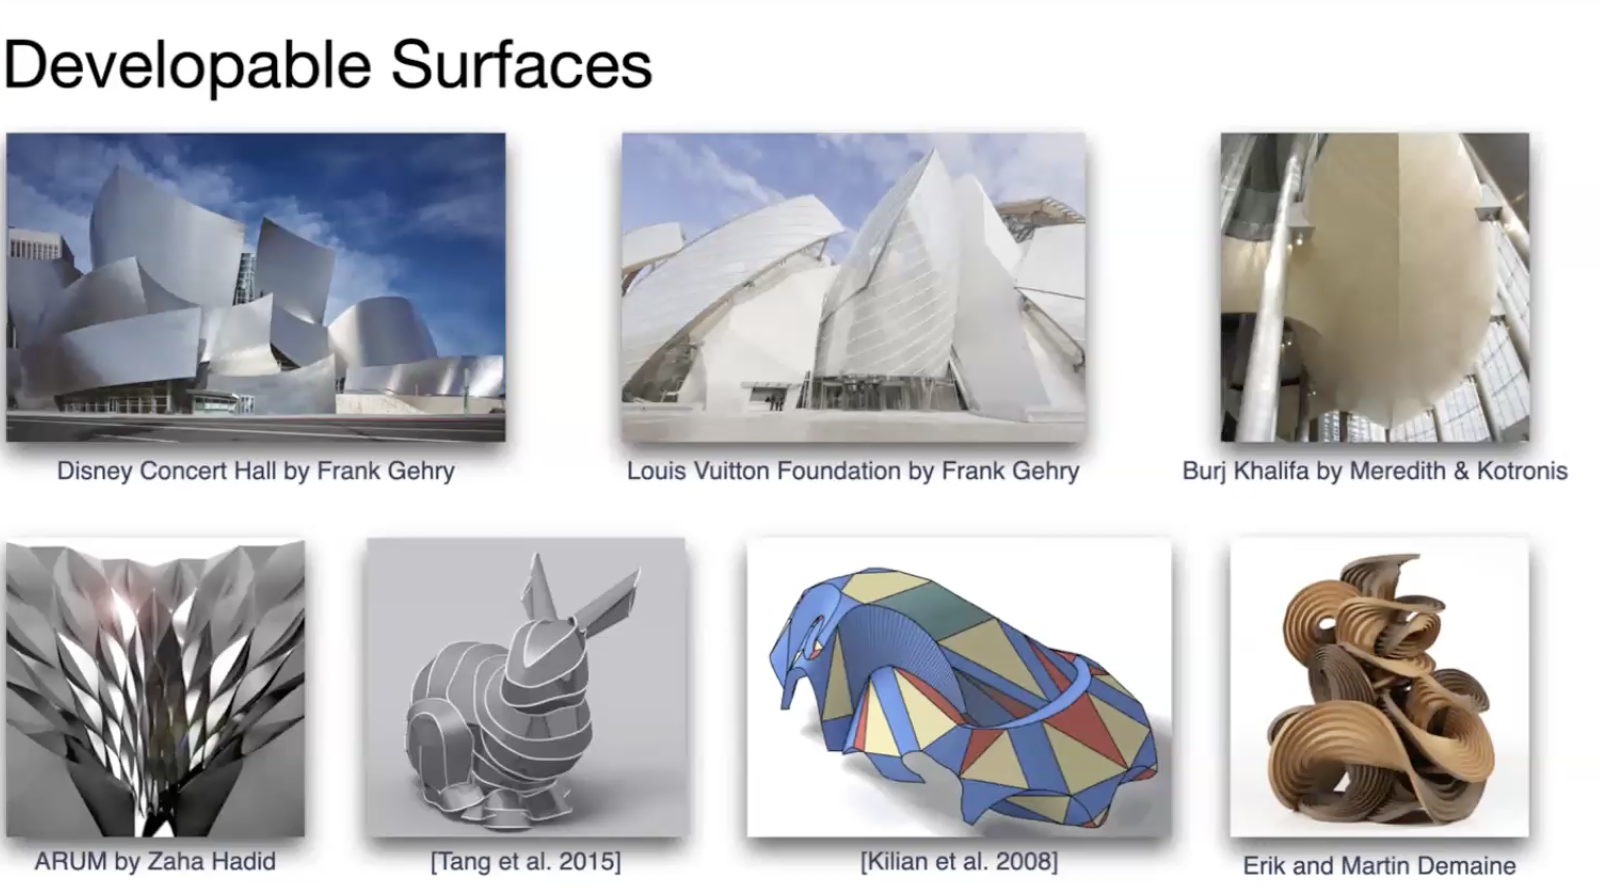 Developable Surfaces
Disney Concert Hall by Frank Gehry
Louis Vuitton Foundation by Frank Gehry
Burj Khalifa by Meredith & Kotronis
ARUM by Zaha Hadid
[Tang et al. 2015]
[Kilian et al. 2008]
Erik and Martin Demaine